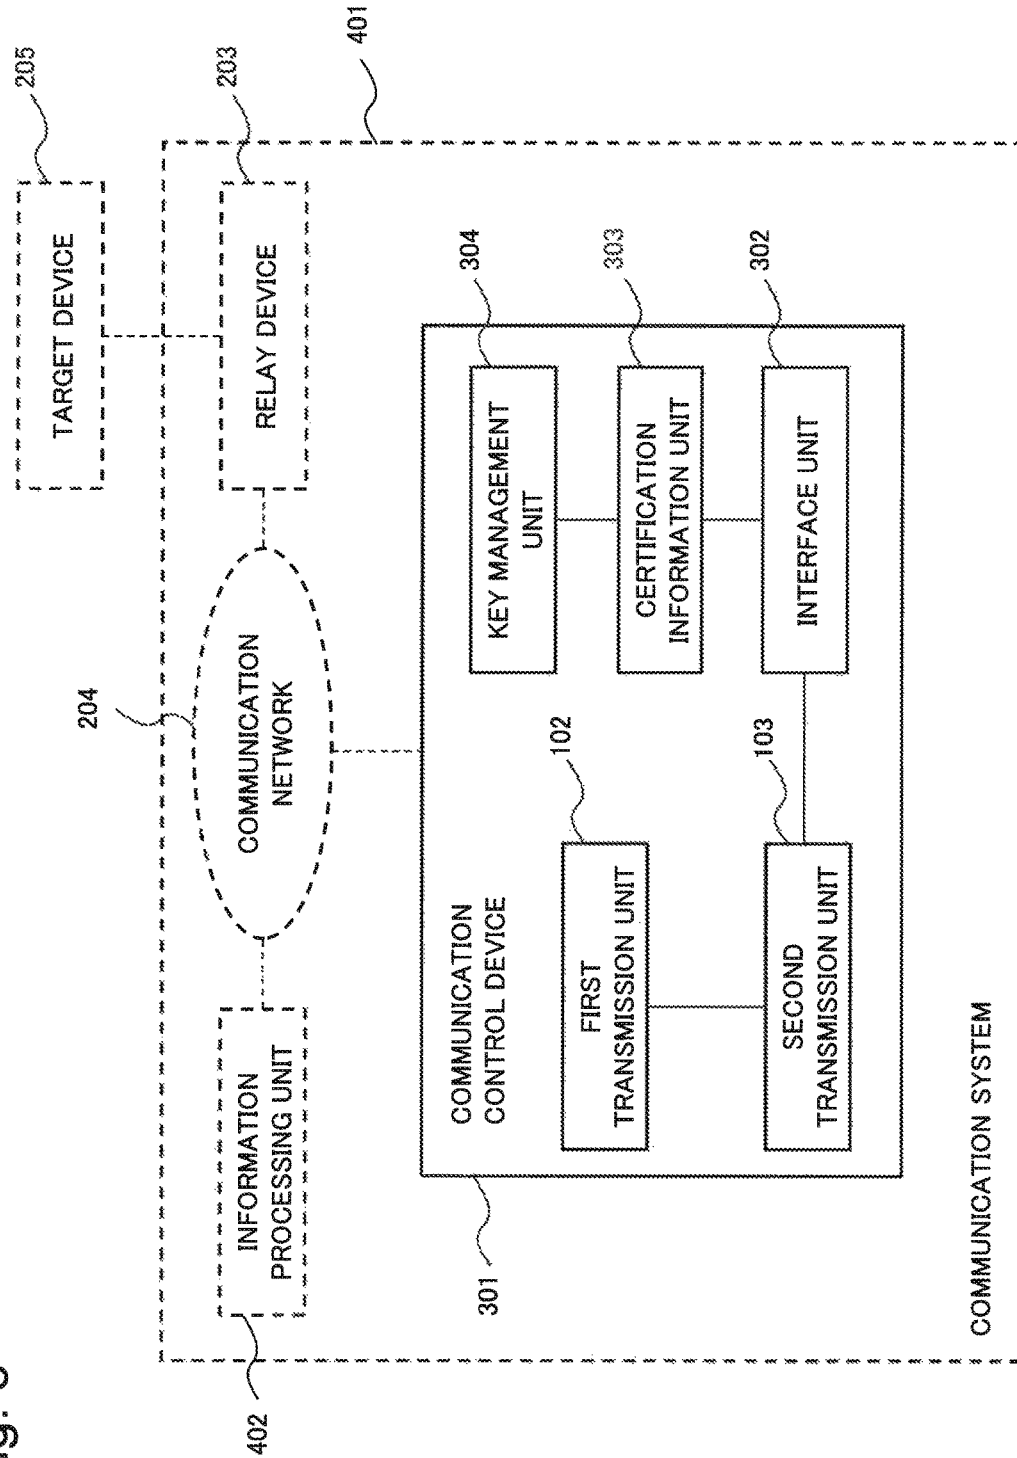 205
TARGET DEVICE
204
203
401
402
INFORMATION
PROCESSING UNIT
COMMUNICATION
NETWORK
RELAY DEVICE
301
COMMUNICATION
CONTROL DEVICE
304
KEY MANAGEMENT
UNIT
102
FIRST
TRANSMISSION UNIT
303
CERTIFICATION
INFORMATION UNIT
103
SECOND
TRANSMISSION UNIT
302
INTERFACE UNIT
COMMUNICATION SYSTEM